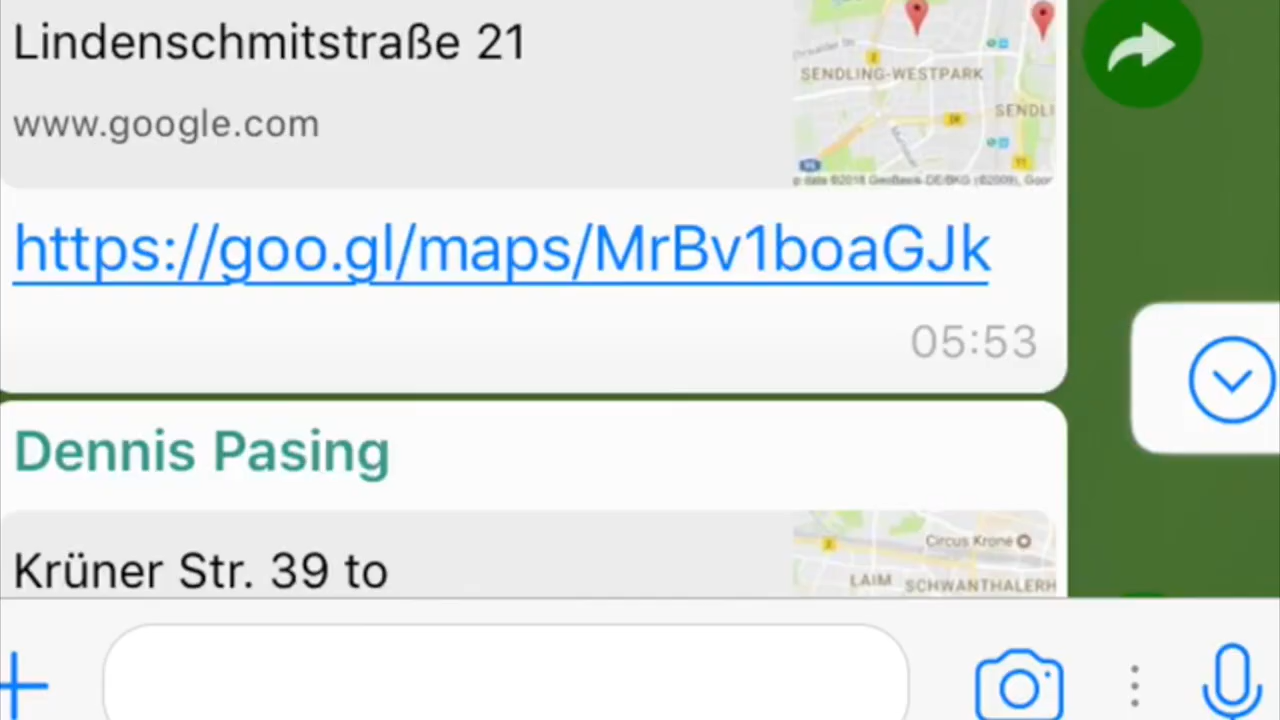 Lindenschmitstraße 21
www.google.com
SENDLING-WESTPARK
SENDLI
https://goo.gl/maps/MrBv1boaGJk
05:53
Dennis Pasing
Krüner Str. 39 to
Circus Krone
LAIM SCHWANTHALERH